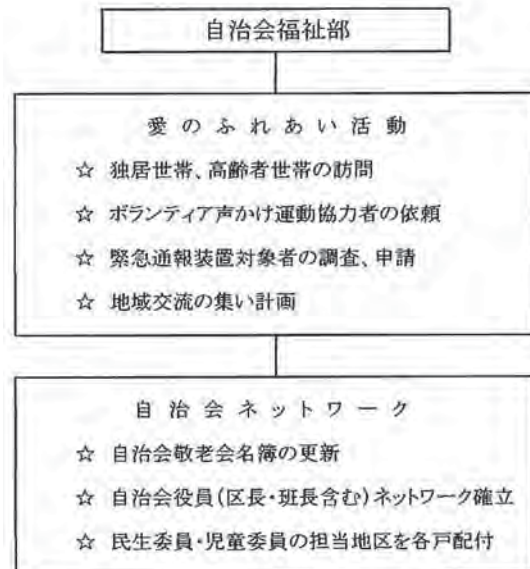 自治会福祉部
愛のふれあい活動
☆ 独居世帯、高齢者世帯の訪問
☆ ボランティア声かけ運動協力者の依頼
☆ 緊急通報装置対象者の調査、申請
☆ 地域交流の集い計画
自治会ネットワーク
☆ 自治会敬老会名簿の更新
☆ 自治会役員(区長・班長含む)ネットワーク確立
☆ 民生委員・児童委員の担当地区を各戸配付